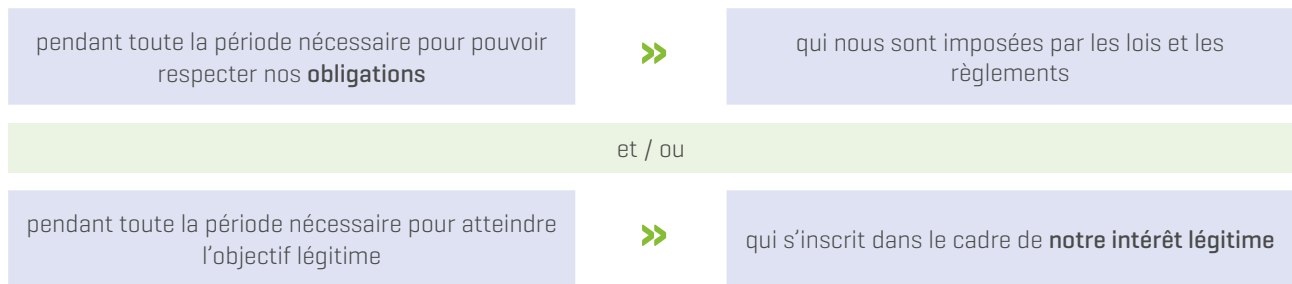 pendant toute la période nécessaire pour pouvoir
respecter nos obligations
»
qui nous sont imposées par les lois et les
règlements
et / ou
pendant toute la période nécessaire pour atteindre
l'objectif légitime
»
qui s'inscrit dans le cadre de notre intérêt légitime